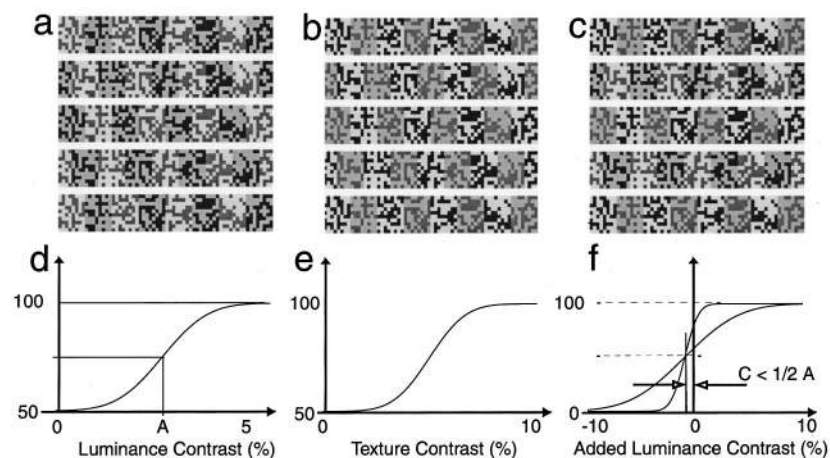 a
b
c
d
100
50
0
A
5
Luminance Contrast (%)
e
100
50
0
10
Texture Contrast (%)
f
100
0
C < 1/2 A
-10
0
10
Added Luminance Contrast (%)